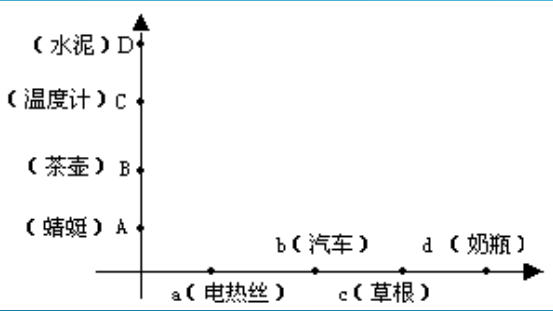 （水泥）D
（温度计）C
（茶壶）B
（蜻蜓）A
b（汽车）
d （奶瓶）
a（电热丝）
c（草根）